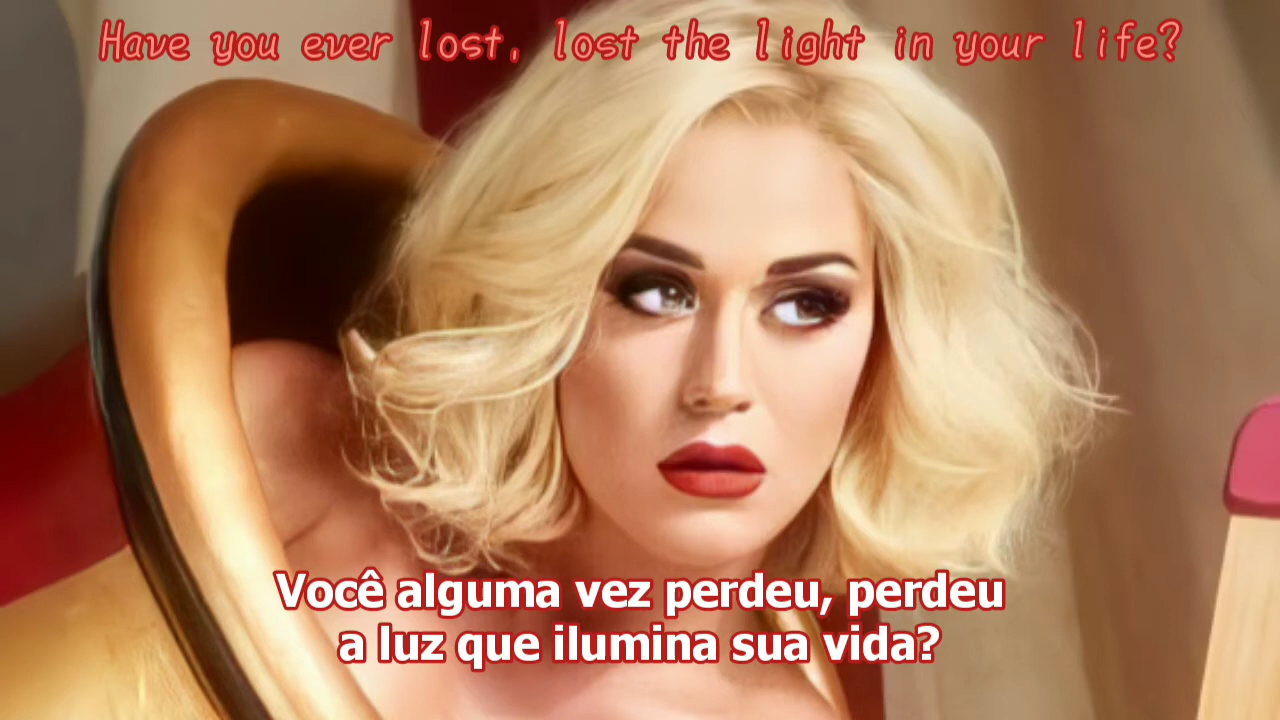 Have you ever lost, lost the light in your life?
Você alguma vez perdeu, perdeu
a luz que ilumina sua vida?